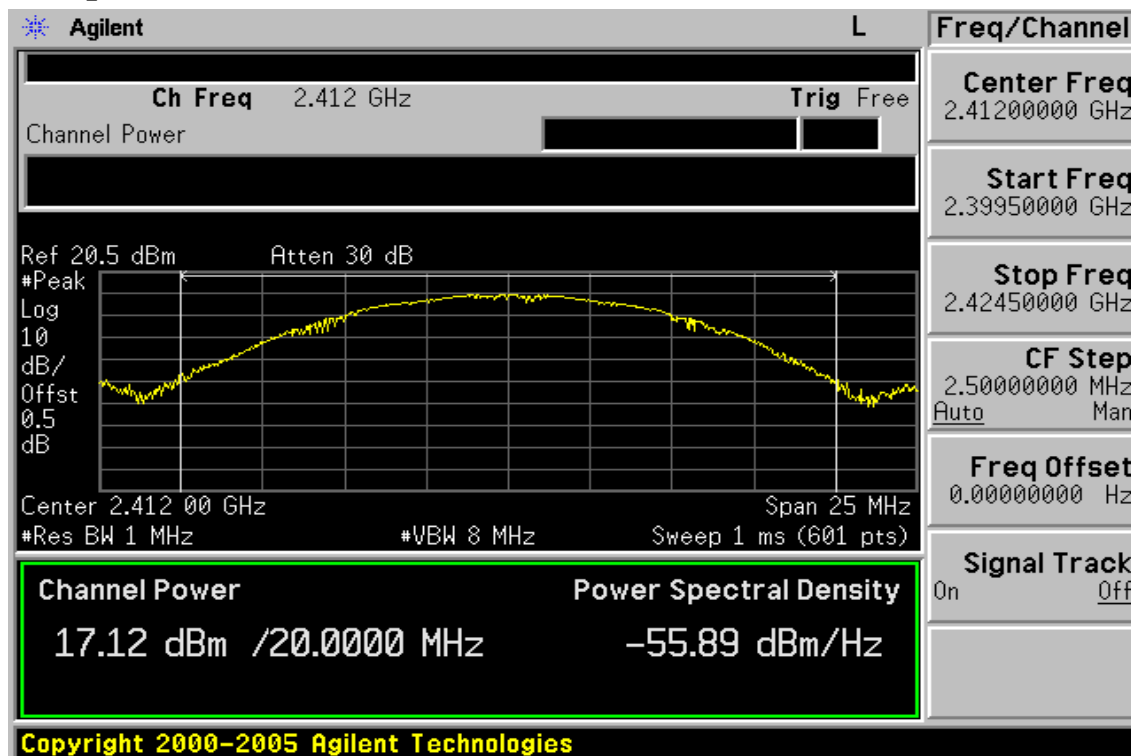 Agilent L Freq/Channel
Ch Freq 2.412 GHz Trig Free
Channel Power
Center Freq
2.41200000 GHz
Start Freq
2.39950000 GHz
Stop Freq
2.42450000 GHz
CF Step
2.50000000 MHz
Auto Man
Freq Offset
0.00000000 Hz
Signal Track
On Off
Ref 20.5 dBm Atten 30 dB
#Peak
Log
10
dB/
Offst
0.5
dB
Center 2.412 00 GHz Span 25 MHz
#Res BW 1 MHz #VBW 8 MHz Sweep 1 ms (601 pts)
Channel Power Power Spectral Density
17.12 dBm /20.0000 MHz -55.89 dBm/Hz
Copyright 2000-2005 Agilent Technologies